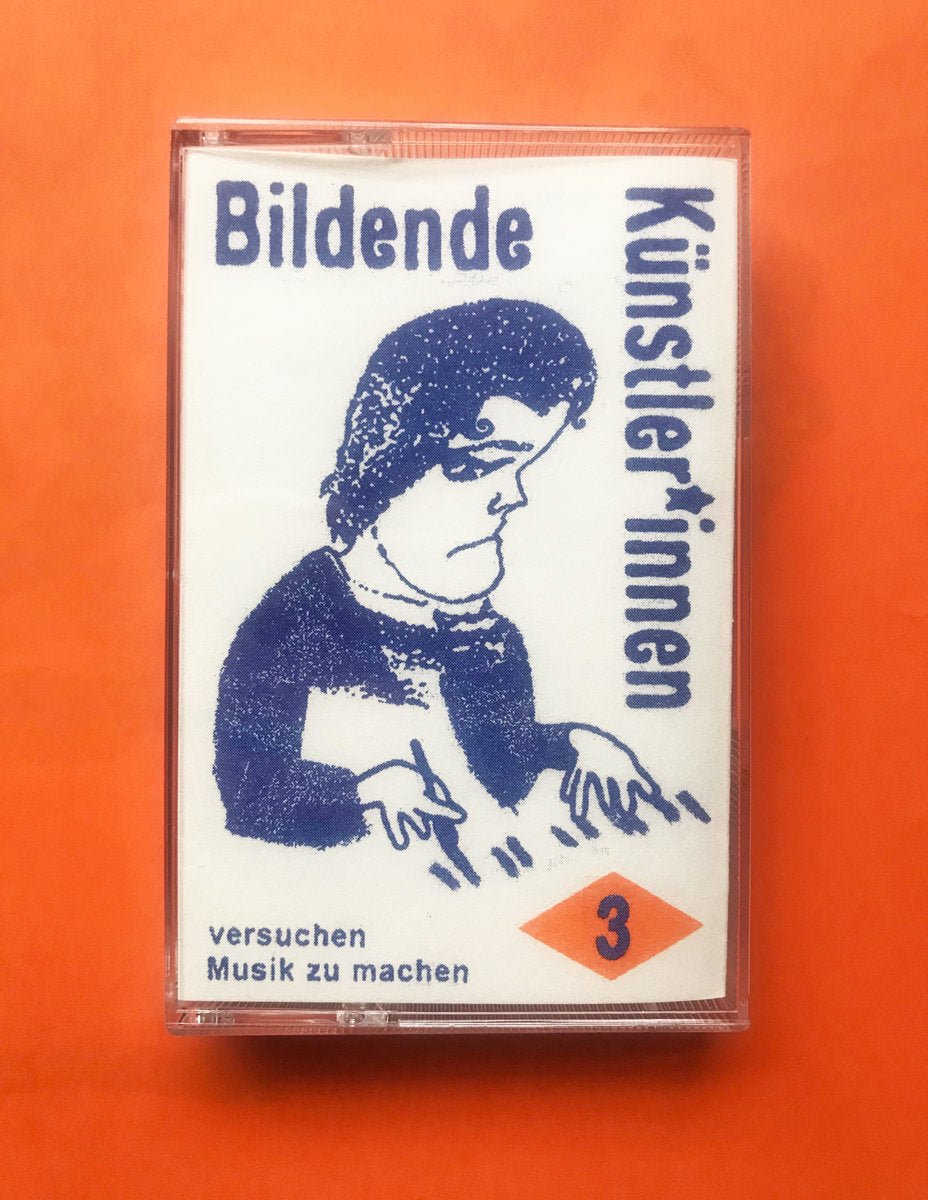 Bildende
Künstler*innen
versuchen
Musik zu machen
3